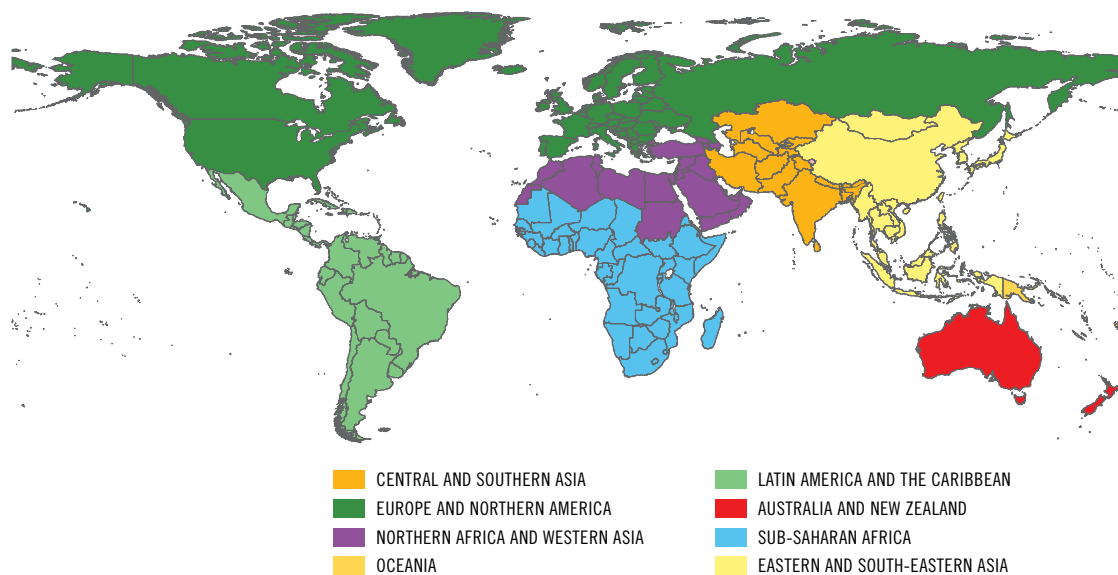 CENTRAL AND SOUTHERN ASIA
EUROPE AND NORTHERN AMERICA
NORTHERN AFRICA AND WESTERN ASIA
OCEANIA
LATIN AMERICA AND THE CARIBBEAN
AUSTRALIA AND NEW ZEALAND
SUB-SAHARAN AFRICA
EASTERN AND SOUTH-EASTERN ASIA